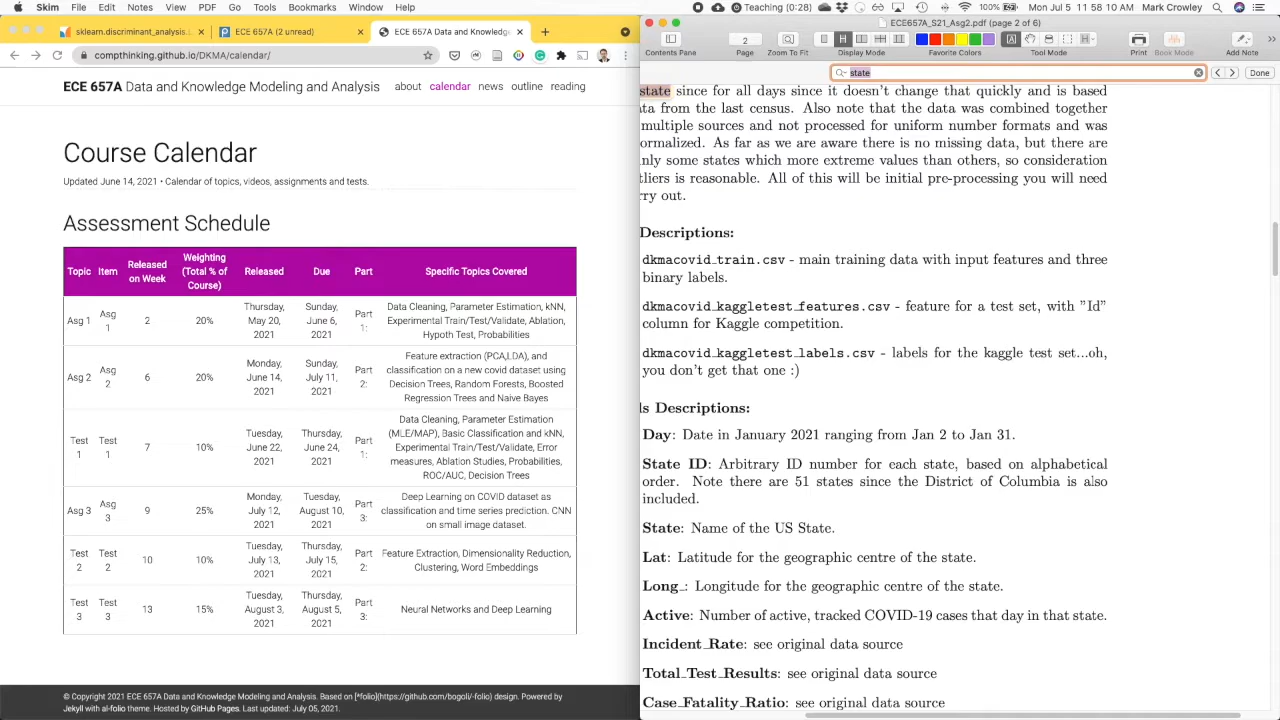 Skim File Edit View Go Tools Bookmarks Window Help
Notes PDF
Teaching (0:28) 100% Mon Jul 5 11:58:10 AM Mark Crowley
sklearn.discriminant_analysis.L
ECE 657A (2 unread)
ECE 657A Data and Knowledge
compthinking.github.io/DKMA/calendar/
ECE 657A Data and Knowledge Modeling and Analysis
about calendar news outline reading
Course Calendar
Updated June 14, 2021 • Calendar of topics, videos, assignments and tests.
Assessment Schedule
Topic Item Released on Week Weighting (Total % of Course) Released Due Part Specific Topics Covered
Asg 1 Asg 1 2 20% Thursday, May 20, 2021 Sunday, June 6, 2021 Part 1: Data Cleaning, Parameter Estimation, kNN, Experimental Train/Test/Validate, Ablation, Hypoth Test, Probabilities
Asg 2 Asg 2 6 20% Monday, June 14, 2021 Sunday, July 11, 2021 Part 2: Feature extraction (PCA,LDA), and classification on a new covid dataset using Decision Trees, Random Forests, Boosted Regression Trees and Naive Bayes
Test 1 Test 1 7 10% Tuesday, June 22, 2021 Thursday, June 24, 2021 Part 1: Data Cleaning, Parameter Estimation (MLE/MAP), Basic Classification and kNN, Experimental Train/Test/Validate, Error measures, Ablation Studies, Probabilities, ROC/AUC, Decision Trees
Asg 3 Asg 3 9 25% Monday, July 12, 2021 Tuesday, August 10, 2021 Part 3: Deep Learning on COVID dataset as classification and time series prediction. CNN on small image dataset.
Test 2 Test 2 10 10% Tuesday, July 13, 2021 Thursday, July 15, 2021 Part 2: Feature Extraction, Dimensionality Reduction, Clustering, Word Embeddings
Test 3 Test 3 13 15% Tuesday, August 3, 2021 Thursday, August 5, 2021 Part 3: Neural Networks and Deep Learning
© Copyright 2021 ECE 657A Data and Knowledge Modeling and Analysis. Based on [*folio](https://github.com/bogoli/-folio) design. Powered by
Jekyll with al-folio theme. Hosted by GitHub Pages. Last updated: July 05, 2021.
ECE657A_S21_Asg2.pdf (page 2 of 6)
2
Contents Pane Page Zoom To Fit Display Mode Favorite Colors Tool Mode Print Book Mode Add Note
state
Done
state since for all days since it doesn't change that quickly and is based
ta from the last census. Also note that the data was combined together
multiple sources and not processed for uniform number formats and was
ormalized. As far as we are aware there is no missing data, but there are
nly some states which more extreme values than others, so consideration
tliers is reasonable. All of this will be initial pre-processing you will need
rry out.
Descriptions:
dkmacovid_train.csv - main training data with input features and three
binary labels.
dkmacovid_kaggletest_features.csv - feature for a test set, with "Id"
column for Kaggle competition.
dkmacovid_kaggletest_labels.csv - labels for the kaggle test set...oh,
you don't get that one :)
ls Descriptions:
Day: Date in January 2021 ranging from Jan 2 to Jan 31.
State ID: Arbitrary ID number for each state, based on alphabetical
order. Note there are 51 states since the District of Columbia is also
included.
State: Name of the US State.
Lat: Latitude for the geographic centre of the state.
Long_: Longitude for the geographic centre of the state.
Active: Number of active, tracked COVID-19 cases that day in that state.
Incident_Rate: see original data source
Total_Test_Results: see original data source
Case_Fatality_Ratio: see original data source